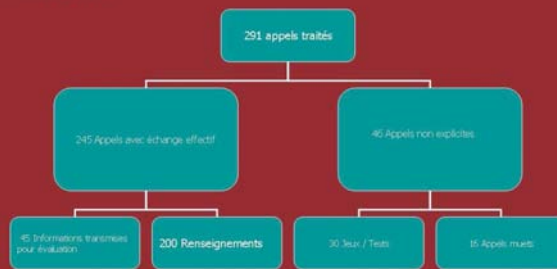 291 appels traités
245 Appels avec échange effectif
46 Appels non explicites
45 Informations transmises
pour évaluation
200 Renseignements
30 Jeux / Tests
16 Appels muets